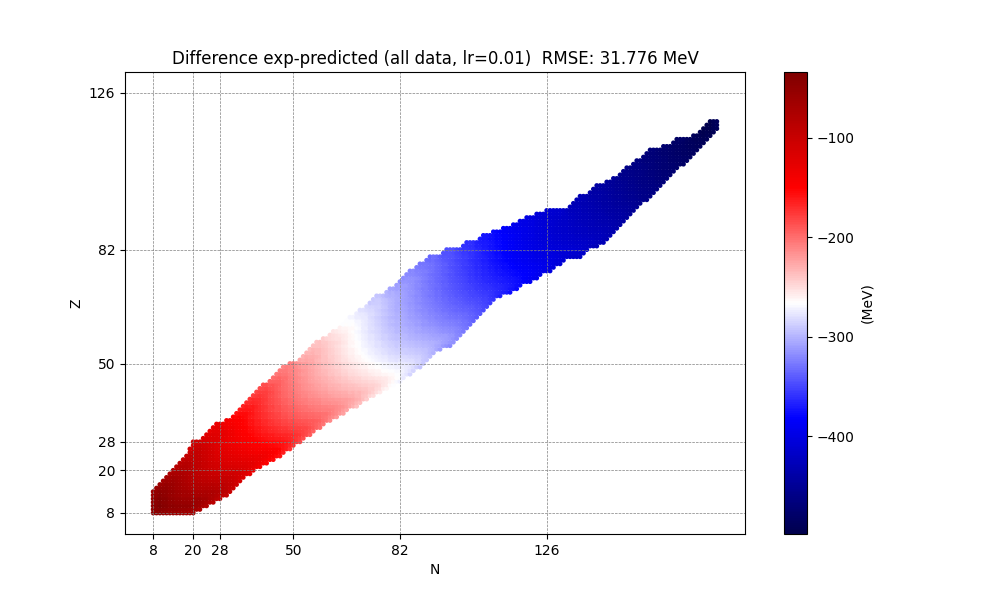 Difference exp-predicted (all data, lr=0.01)  RMSE: 31.776 MeV
126
82
50
28
20
8
Z
8 20 28 50 82 126
N
−100
−200
−300
−400
(MeV)